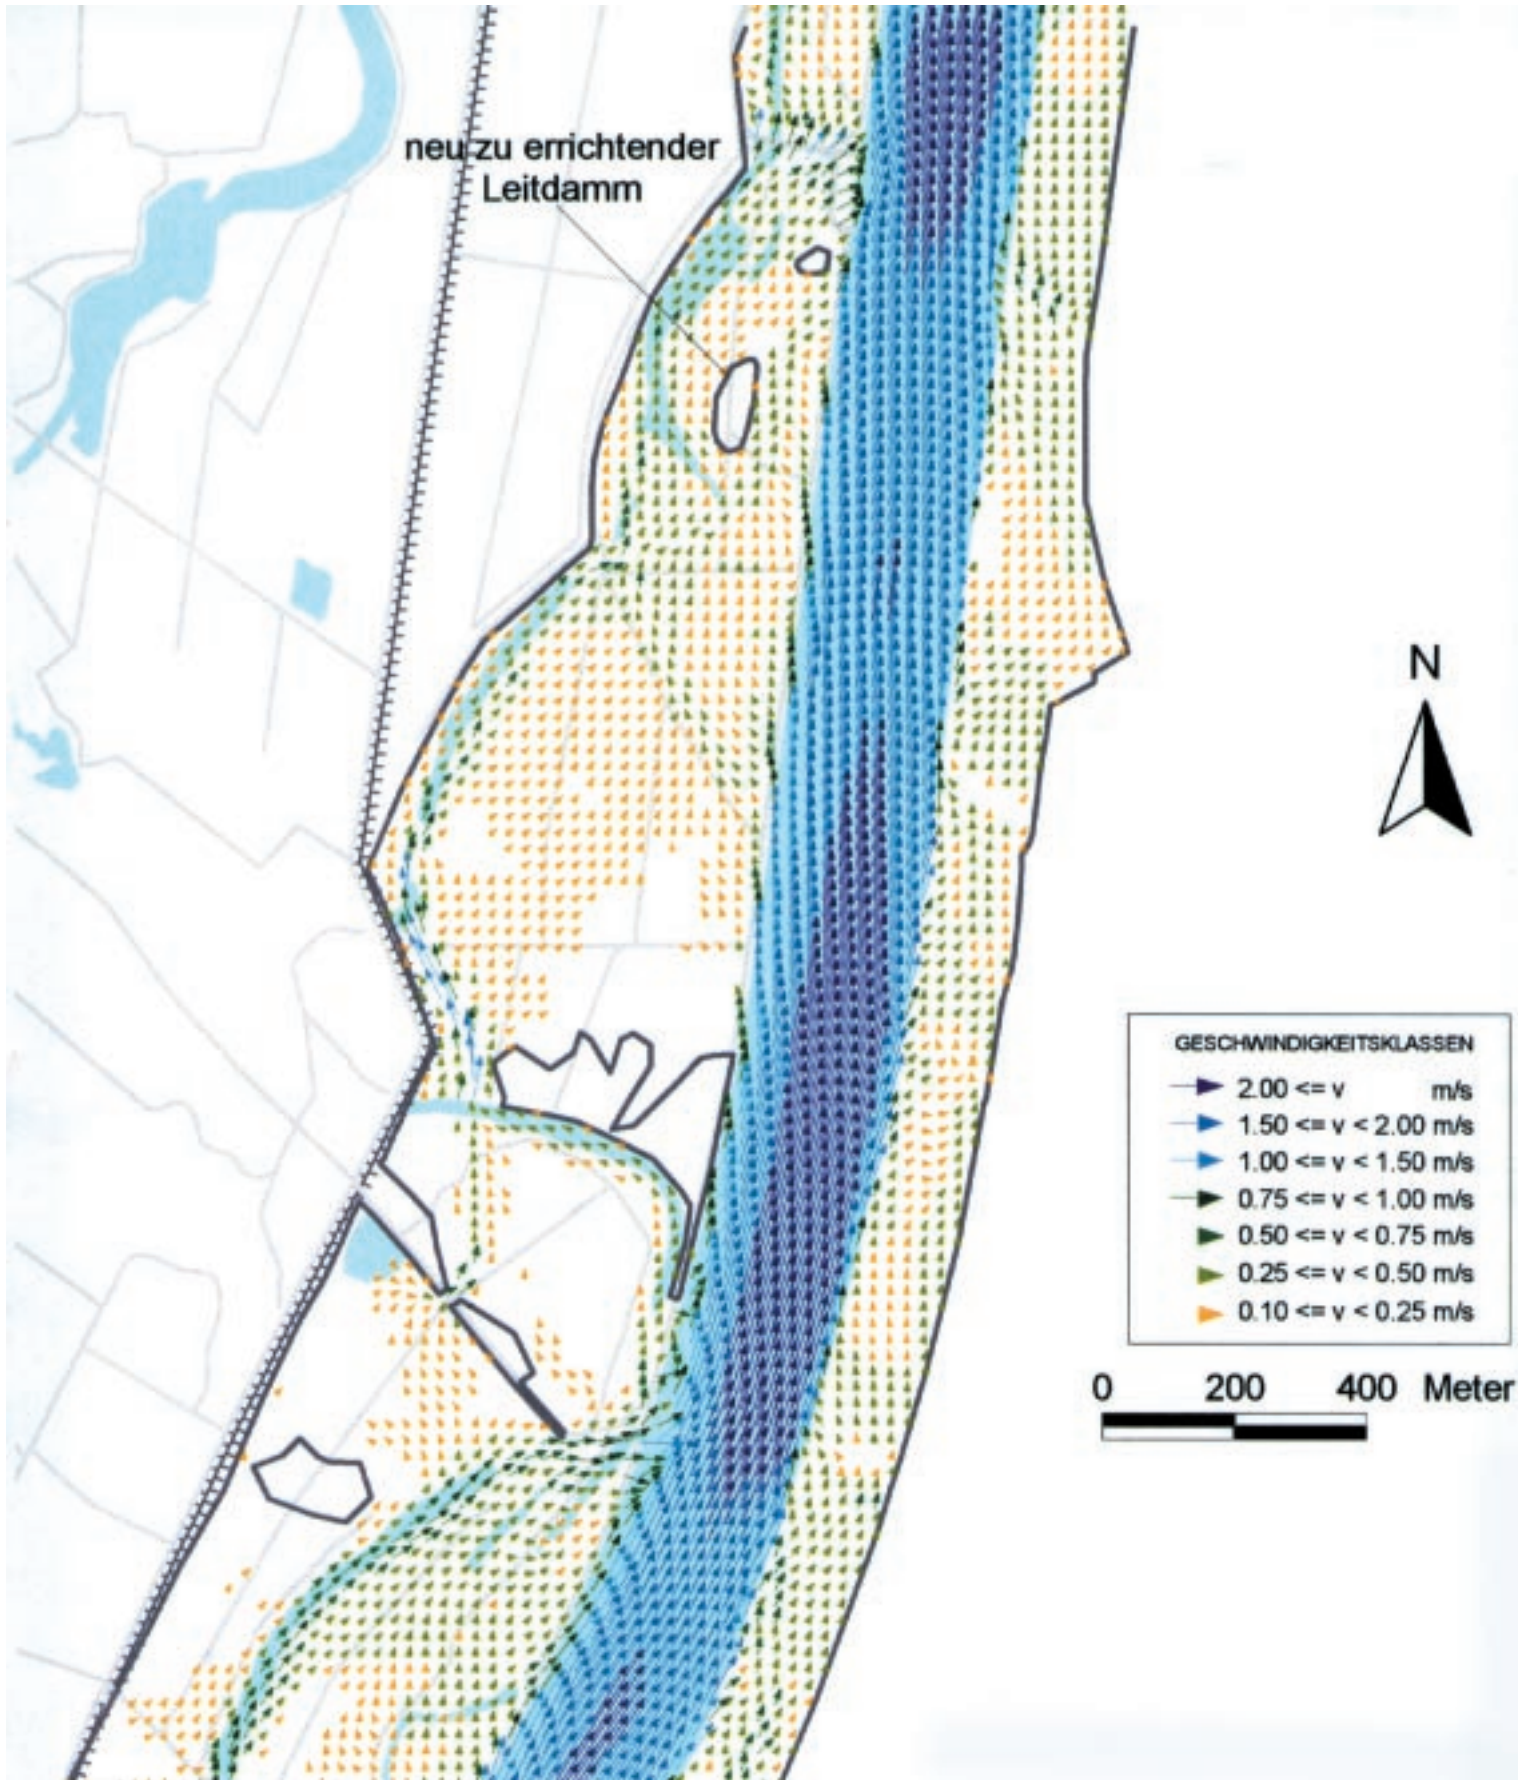 neu zu errichtender
Leitdamm
N
GESCHWINDIGKEITSKLASSEN
2.00 <= v m/s
1.50 <= v < 2.00 m/s
1.00 <= v < 1.50 m/s
0.75 <= v < 1.00 m/s
0.50 <= v < 0.75 m/s
0.25 <= v < 0.50 m/s
0.10 <= v < 0.25 m/s
0 200 400 Meter